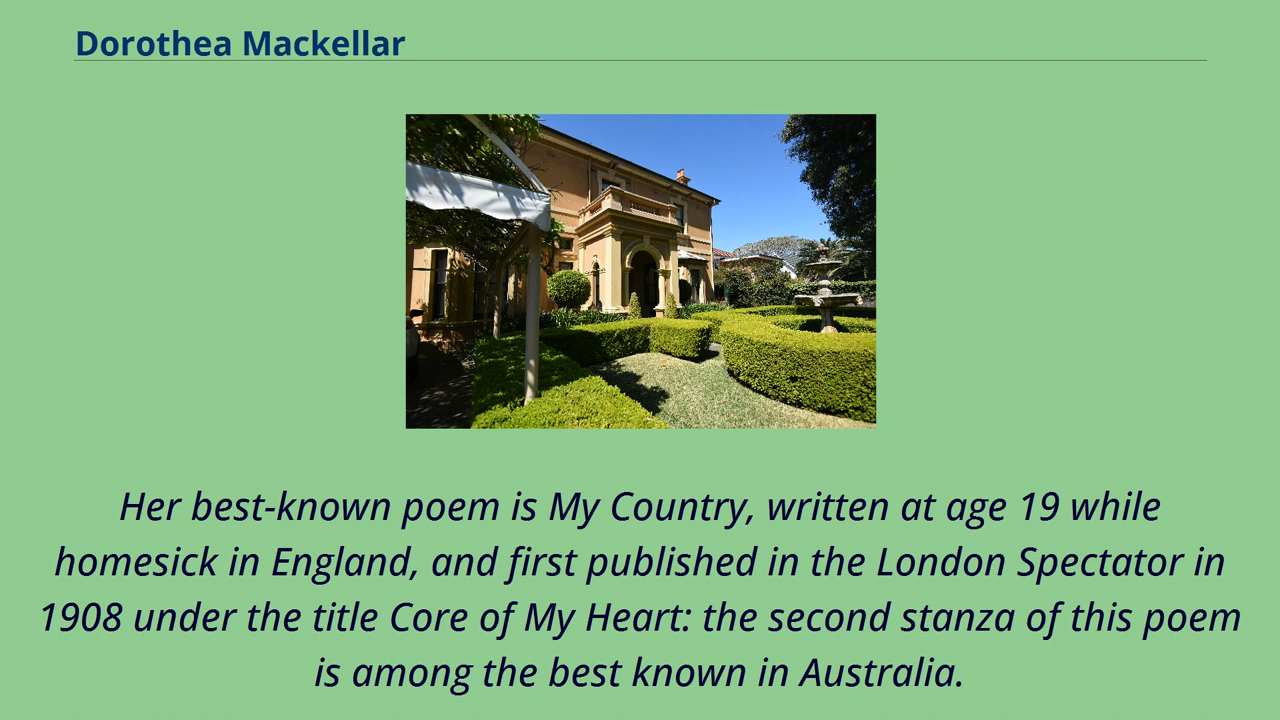 Dorothea Mackellar
Her best-known poem is My Country, written at age 19 while
homesick in England, and first published in the London Spectator in
1908 under the title Core of My Heart: the second stanza of this poem
is among the best known in Australia.